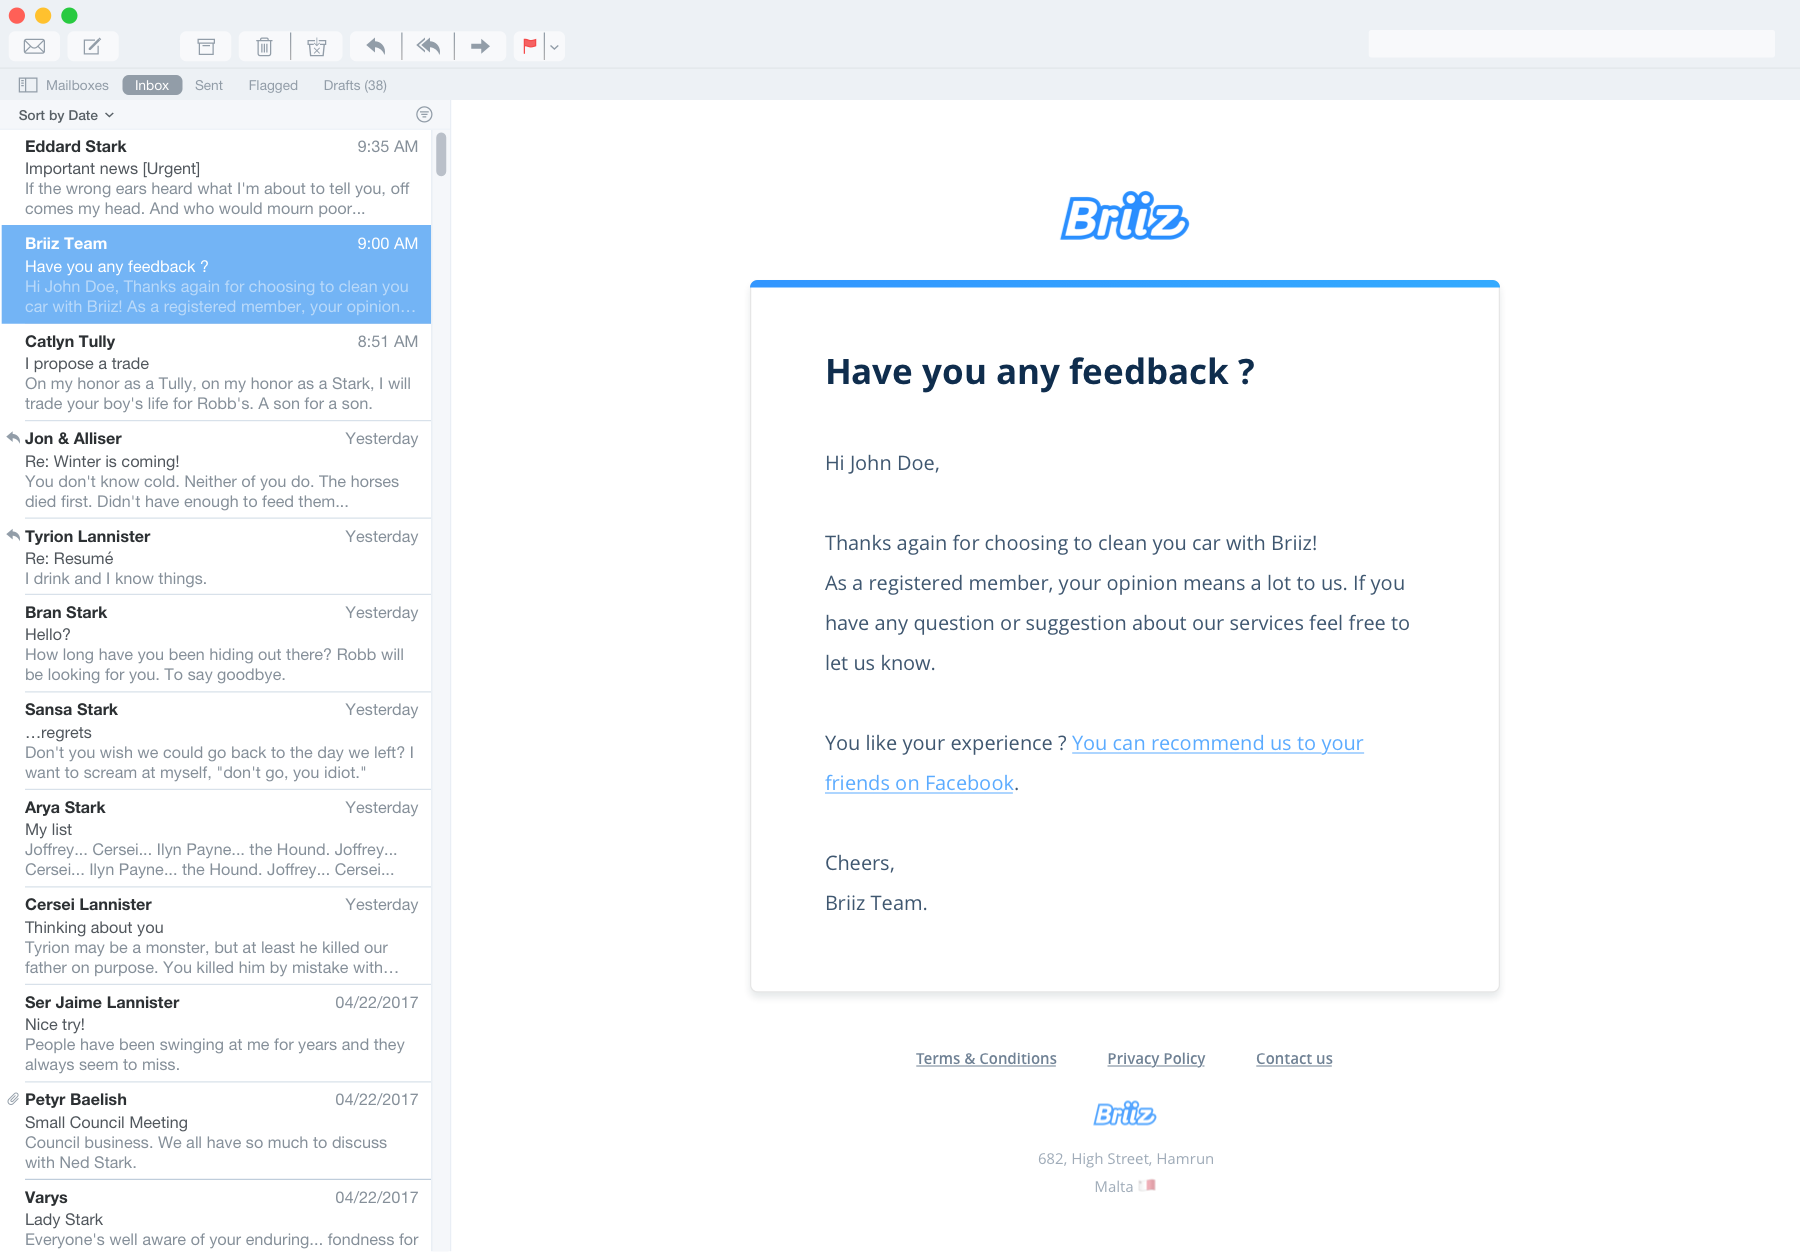 Mailboxes Inbox Sent Flagged Drafts (38)
Sort by Date
Eddard Stark 9:35 AM
Important news [Urgent]
If the wrong ears heard what I'm about to tell you, off
comes my head. And who would mourn poor...
Briiz Team 9:00 AM
Have you any feedback ?
Hi John Doe, Thanks again for choosing to clean you
car with Briiz! As a registered member, your opinion…
Catlyn Tully 8:51 AM
I propose a trade
On my honor as a Tully, on my honor as a Stark, I will
trade your boy's life for Robb's. A son for a son.
Jon & Alliser Yesterday
Re: Winter is coming!
You don't know cold. Neither of you do. The horses
died first. Didn't have enough to feed them...
Tyrion Lannister Yesterday
Re: Resumé
I drink and I know things.
Bran Stark Yesterday
Hello?
How long have you been hiding out there? Robb will
be looking for you. To say goodbye.
Sansa Stark Yesterday
…regrets
Don't you wish we could go back to the day we left? I
want to scream at myself, "don't go, you idiot."
Arya Stark Yesterday
My list
Joffrey... Cersei... Ilyn Payne... the Hound. Joffrey...
Cersei... Ilyn Payne... the Hound. Joffrey... Cersei...
Cersei Lannister Yesterday
Thinking about you
Tyrion may be a monster, but at least he killed our
father on purpose. You killed him by mistake with…
Ser Jaime Lannister 04/22/2017
Nice try!
People have been swinging at me for years and they
always seem to miss.
Petyr Baelish 04/22/2017
Small Council Meeting
Council business. We all have so much to discuss
with Ned Stark.
Varys 04/22/2017
Lady Stark
Everyone's well aware of your enduring... fondness for
Briiz
Have you any feedback ?
Hi John Doe,
Thanks again for choosing to clean you car with Briiz!
As a registered member, your opinion means a lot to us. If you
have any question or suggestion about our services feel free to
let us know.
You like your experience ? You can recommend us to your
friends on Facebook.
Cheers,
Briiz Team.
Terms & Conditions Privacy Policy Contact us
Briiz
682, High Street, Hamrun
Malta 🇲🇹